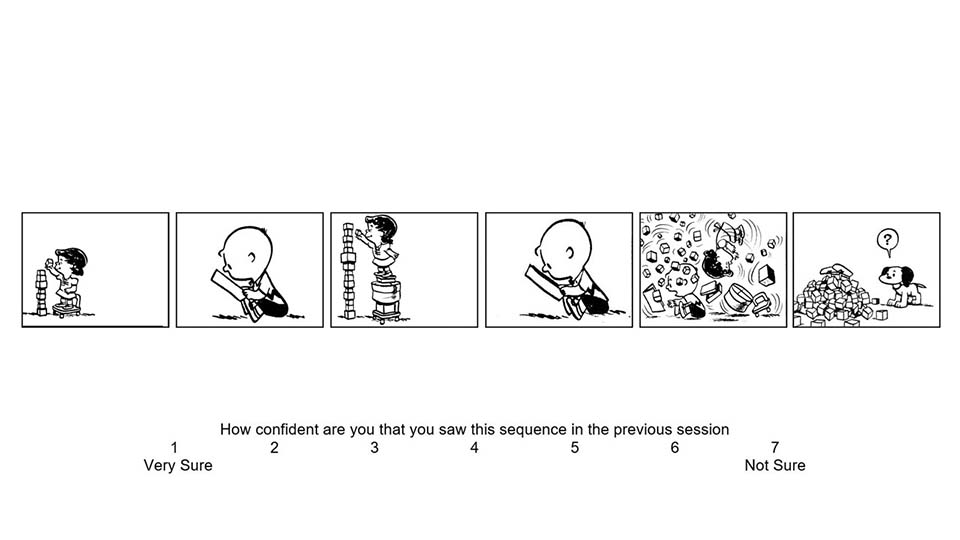 ?
How confident are you that you saw this sequence in the previous session
1 2 3 4 5 6 7
Very Sure Not Sure